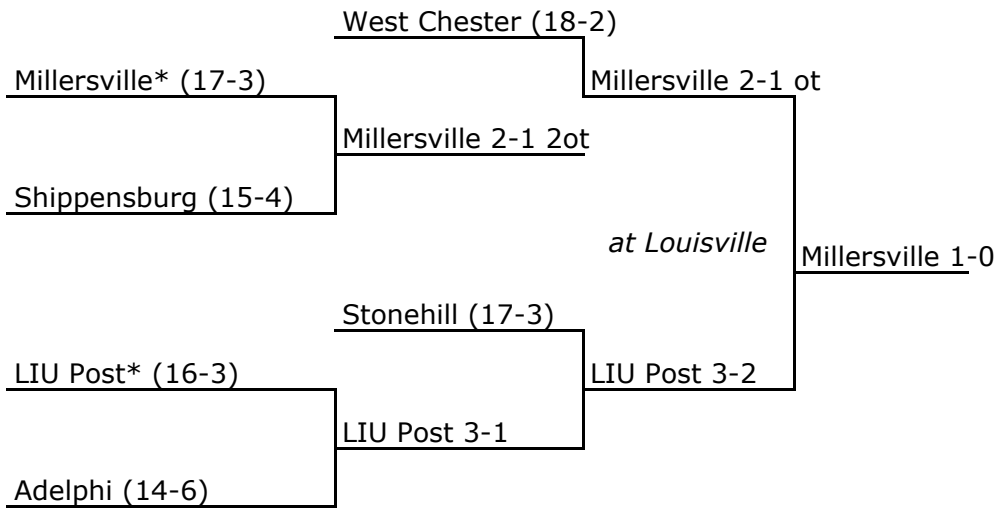 West Chester (18-2)
Millersville* (17-3)
Millersville 2-1 ot
Millersville 2-1 2ot
Shippensburg (15-4)
at Louisville
Millersville 1-0
Stonehill (17-3)
LIU Post* (16-3)
LIU Post 3-2
LIU Post 3-1
Adelphi (14-6)